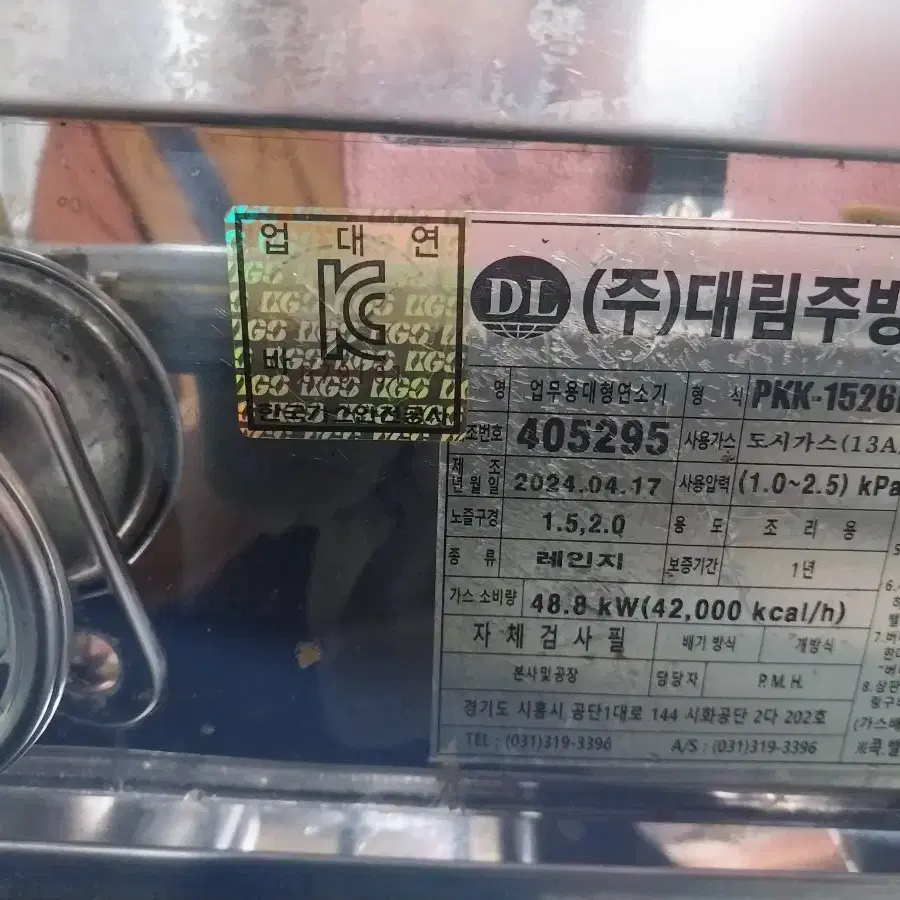 업 대 연
KC
한국가스안전공사
DL (주)대림주방
명 업무용대형연소기 형 식 PKK-1526
조번호 405295 사용가스 도시가스(13A
제 조 년 월 일 2024.04.17 사용압력 (1.0~2.5) kPa
노즐구경 1.5,2.0 용 도 조 리 용
종 류 레인지 보증기간 1년
가스 소비량 48.8 kW(42,000 kcal/h)
자 체 검 사 필 배기 방식 개방식
본사 및 공장 담당자 P.M.H.
경기도 시흥시 공단1대로 144 시화공단 2다 202호
TEL : (031)319-3396 A/S : (031)319-3396